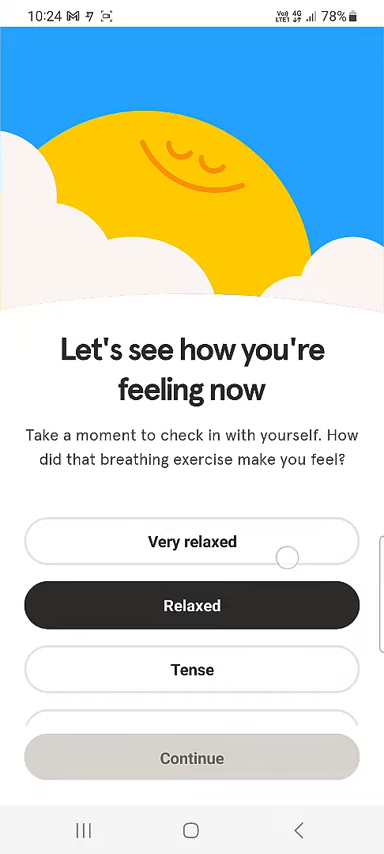 10:24 78%
Let's see how you're
feeling now
Take a moment to check in with yourself. How
did that breathing exercise make you feel?
Very relaxed
Relaxed
Tense
Continue